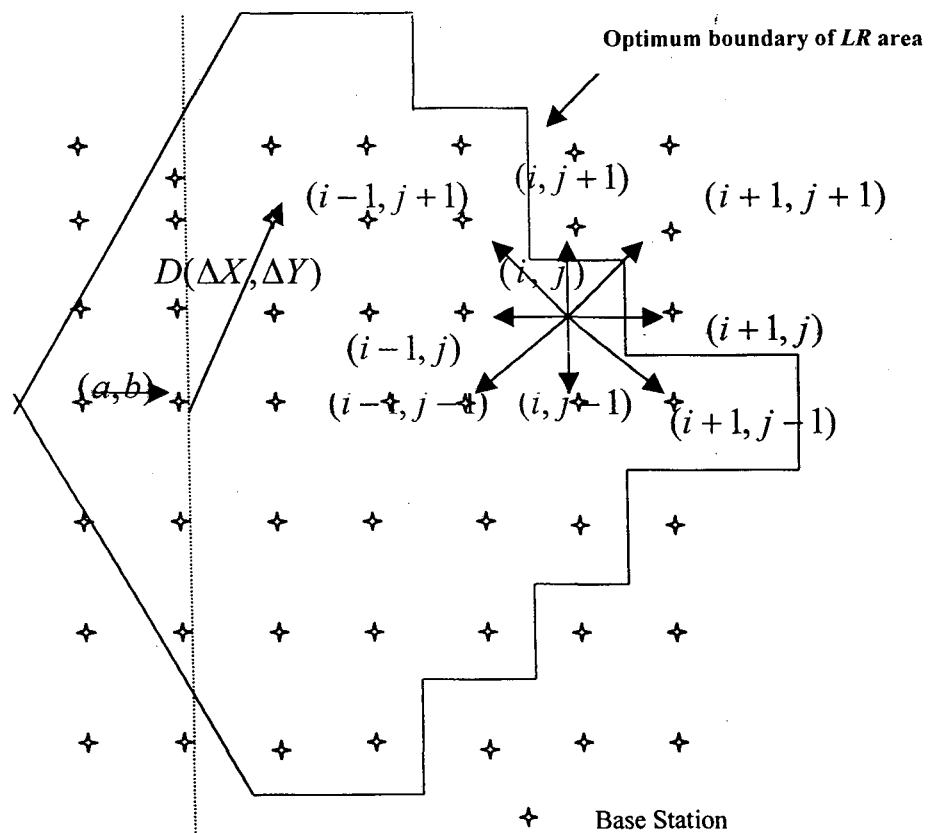 Optimum boundary of LR area
(i, j + 1)
(i − 1, j + 1)
(i + 1, j + 1)
D(ΔX, ΔY)
(i, j)
(i + 1, j)
(i − 1, j)
(a,b)
(i − 1, j − 1)
(i, j − 1)
(i + 1, j − 1)
Base Station